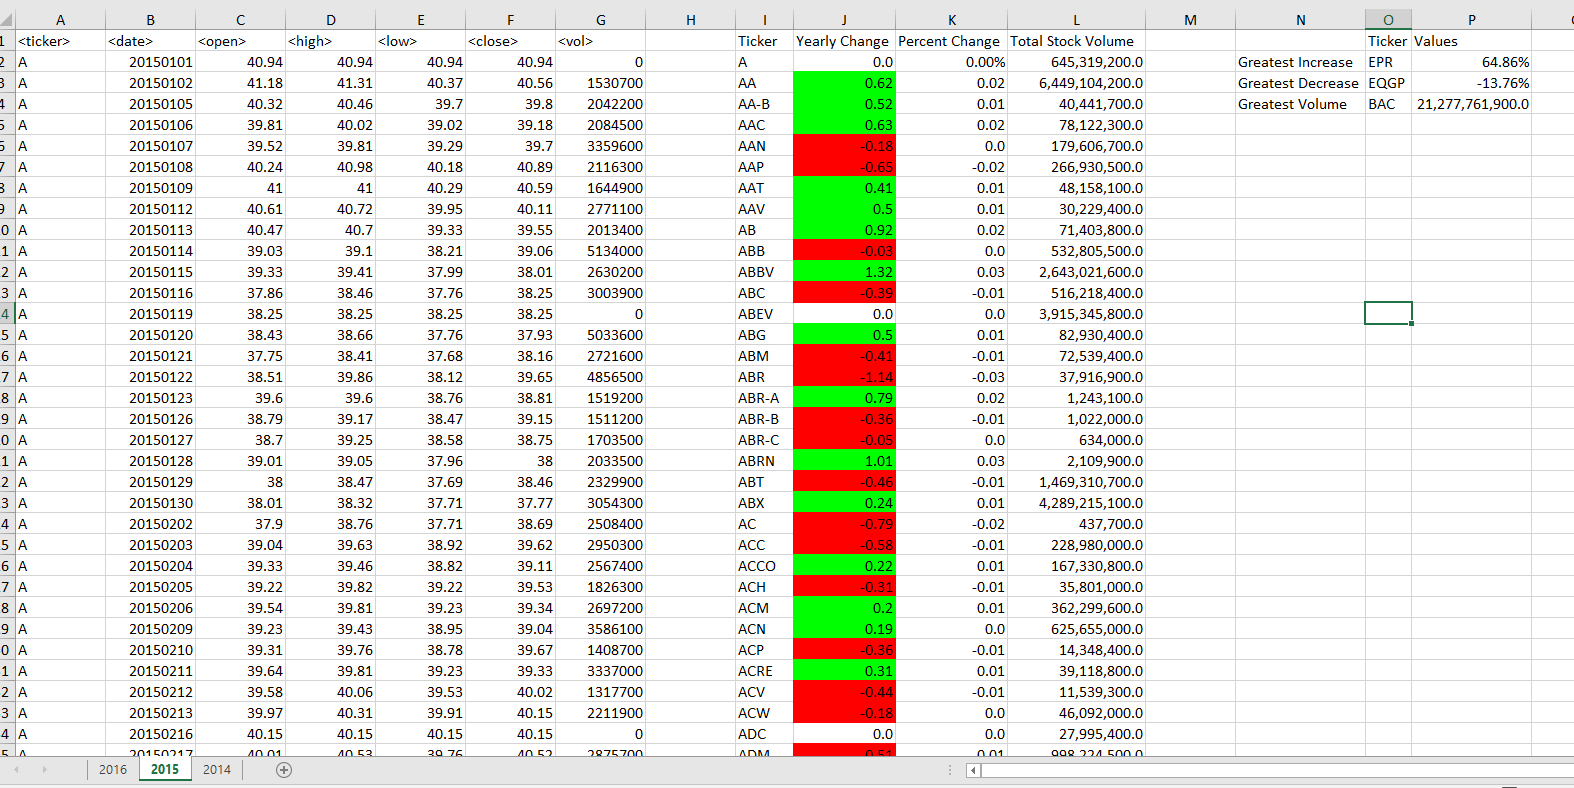 A B C D E F G H I J K L M N O P
1 <ticker> <date> <open> <high> <low> <close> <vol> Ticker Yearly Change Percent Change Total Stock Volume Ticker Values
2 A 20150101 40.94 40.94 40.94 40.94 0 A 0.0 0.00% 645,319,200.0 Greatest Increase EPR 64.86%
3 A 20150102 41.18 41.31 40.37 40.56 1530700 AA 0.62 0.02 6,449,104,200.0 Greatest Decrease EQGP -13.76%
4 A 20150105 40.32 40.46 39.7 39.8 2042200 AA-B 0.52 0.01 40,441,700.0 Greatest Volume BAC 21,277,761,900.0
5 A 20150106 39.81 40.02 39.02 39.18 2084500 AAC 0.63 0.02 78,122,300.0
6 A 20150107 39.52 39.81 39.29 39.7 3359600 AAN -0.18 0.0 179,606,700.0
7 A 20150108 40.24 40.98 40.18 40.89 2116300 AAP -0.65 -0.02 266,930,500.0
8 A 20150109 41 41 40.29 40.59 1644900 AAT 0.41 0.01 48,158,100.0
9 A 20150112 40.61 40.72 39.95 40.11 2771100 AAV 0.5 0.01 30,229,400.0
0 A 20150113 40.47 40.7 39.33 39.55 2013400 AB 0.92 0.02 71,403,800.0
1 A 20150114 39.03 39.1 38.21 39.06 5134000 ABB -0.03 0.0 532,805,500.0
2 A 20150115 39.33 39.41 37.99 38.01 2630200 ABBV 1.32 0.03 2,643,021,600.0
3 A 20150116 37.86 38.46 37.76 38.25 3003900 ABC -0.39 -0.01 516,218,400.0
4 A 20150119 38.25 38.25 38.25 38.25 0 ABEV 0.0 0.0 3,915,345,800.0
5 A 20150120 38.43 38.66 37.76 37.93 5033600 ABG 0.5 0.01 82,930,400.0
6 A 20150121 37.75 38.41 37.68 38.16 2721600 ABM -0.41 -0.01 72,539,400.0
7 A 20150122 38.51 39.86 38.12 39.65 4856500 ABR -1.14 -0.03 37,916,900.0
8 A 20150123 39.6 39.6 38.76 38.81 1519200 ABR-A 0.79 0.02 1,243,100.0
9 A 20150126 38.79 39.17 38.47 39.15 1511200 ABR-B -0.36 -0.01 1,022,000.0
0 A 20150127 38.7 39.25 38.58 38.75 1703500 ABR-C -0.05 0.0 634,000.0
1 A 20150128 39.01 39.05 37.96 38 2033500 ABRN 1.01 0.03 2,109,900.0
2 A 20150129 38 38.47 37.69 38.46 2329900 ABT -0.46 -0.01 1,469,310,700.0
3 A 20150130 38.01 38.32 37.71 37.77 3054300 ABX 0.24 0.01 4,289,215,100.0
4 A 20150202 37.9 38.76 37.71 38.69 2508400 AC -0.79 -0.02 437,700.0
5 A 20150203 39.04 39.63 38.92 39.62 2950300 ACC -0.58 -0.01 228,980,000.0
6 A 20150204 39.33 39.46 38.82 39.11 2567400 ACCO 0.22 0.01 167,330,800.0
7 A 20150205 39.22 39.82 39.22 39.53 1826300 ACH -0.31 -0.01 35,801,000.0
8 A 20150206 39.54 39.81 39.23 39.34 2697200 ACM 0.2 0.01 362,299,600.0
9 A 20150209 39.23 39.43 38.95 39.04 3586100 ACN 0.19 0.0 625,655,000.0
0 A 20150210 39.31 39.76 38.78 39.67 1408700 ACP -0.36 -0.01 14,348,400.0
1 A 20150211 39.64 39.81 39.23 39.33 3337000 ACRE 0.31 0.01 39,118,800.0
2 A 20150212 39.58 40.06 39.53 40.02 1317700 ACV -0.44 -0.01 11,539,300.0
3 A 20150213 39.97 40.31 39.91 40.15 2211900 ACW -0.18 0.0 46,092,000.0
4 A 20150216 40.15 40.15 40.15 40.15 0 ADC 0.0 0.0 27,995,400.0
5 A 20150217 40.01 40.53 39.76 40.52 2875700 ADM 0.51 0.01 998,224,500.0
2016 2015 2014